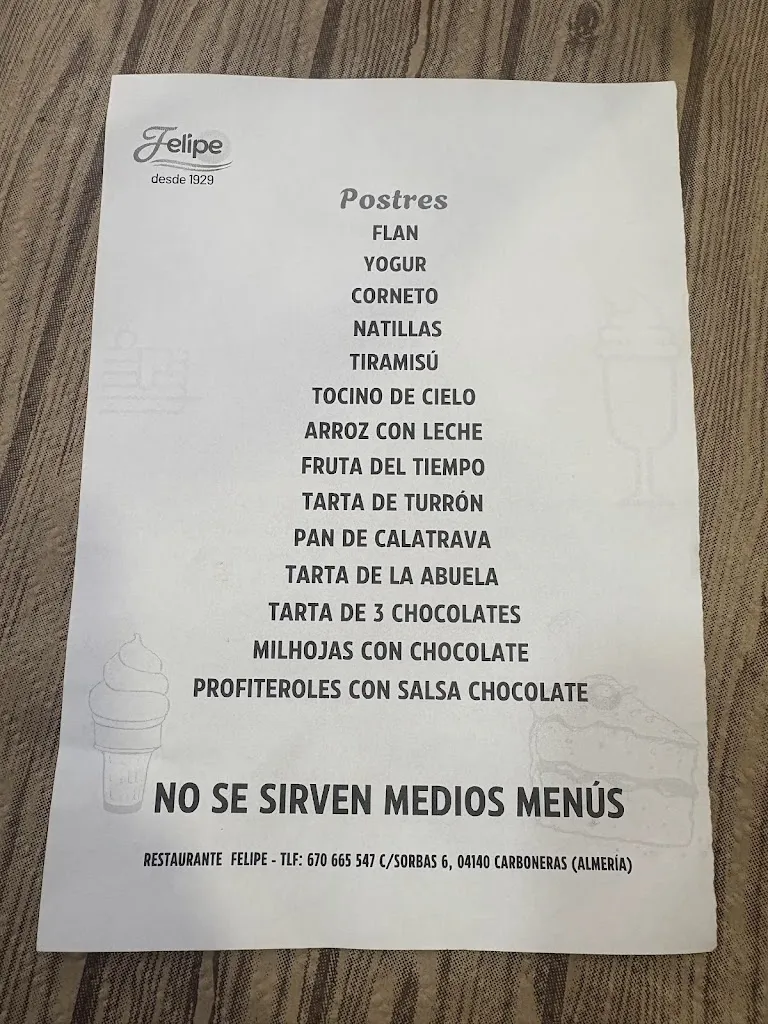 Felipe
desde 1929
Postres
FLAN
YOGUR
CORNETO
NATILLAS
TIRAMISÚ
TOCINO DE CIELO
ARROZ CON LECHE
FRUTA DEL TIEMPO
TARTA DE TURRÓN
PAN DE CALATRAVA
TARTA DE LA ABUELA
TARTA DE 3 CHOCOLATES
MILHOJAS CON CHOCOLATE
PROFITEROLES CON SALSA CHOCOLATE
NO SE SIRVEN MEDIOS MENÚS
RESTAURANTE FELIPE - TLF: 670 665 547 C/SORBAS 6, 04140 CARBONERAS (ALMERÍA)